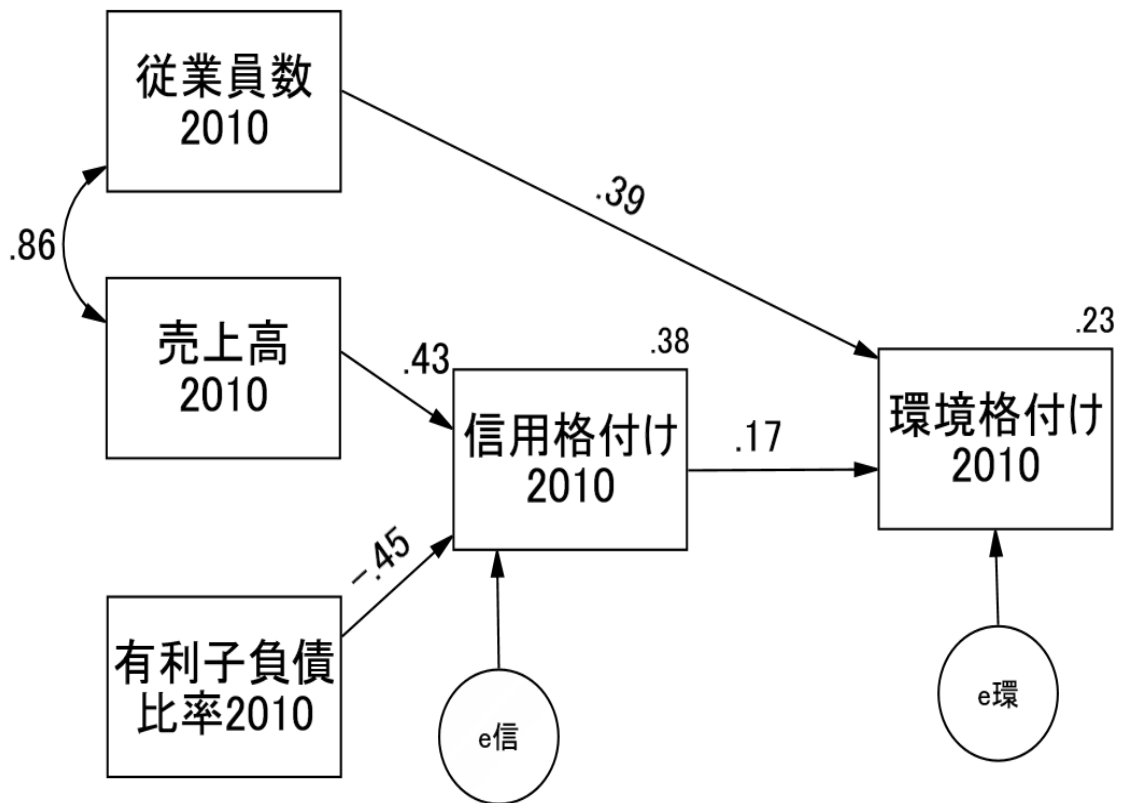 従業員数
2010
.39
.86
売上高
2010
.43
.38
.23
信用格付け
2010
.17
環境格付け
2010
-.45
有利子負債
比率2010
e信
e環